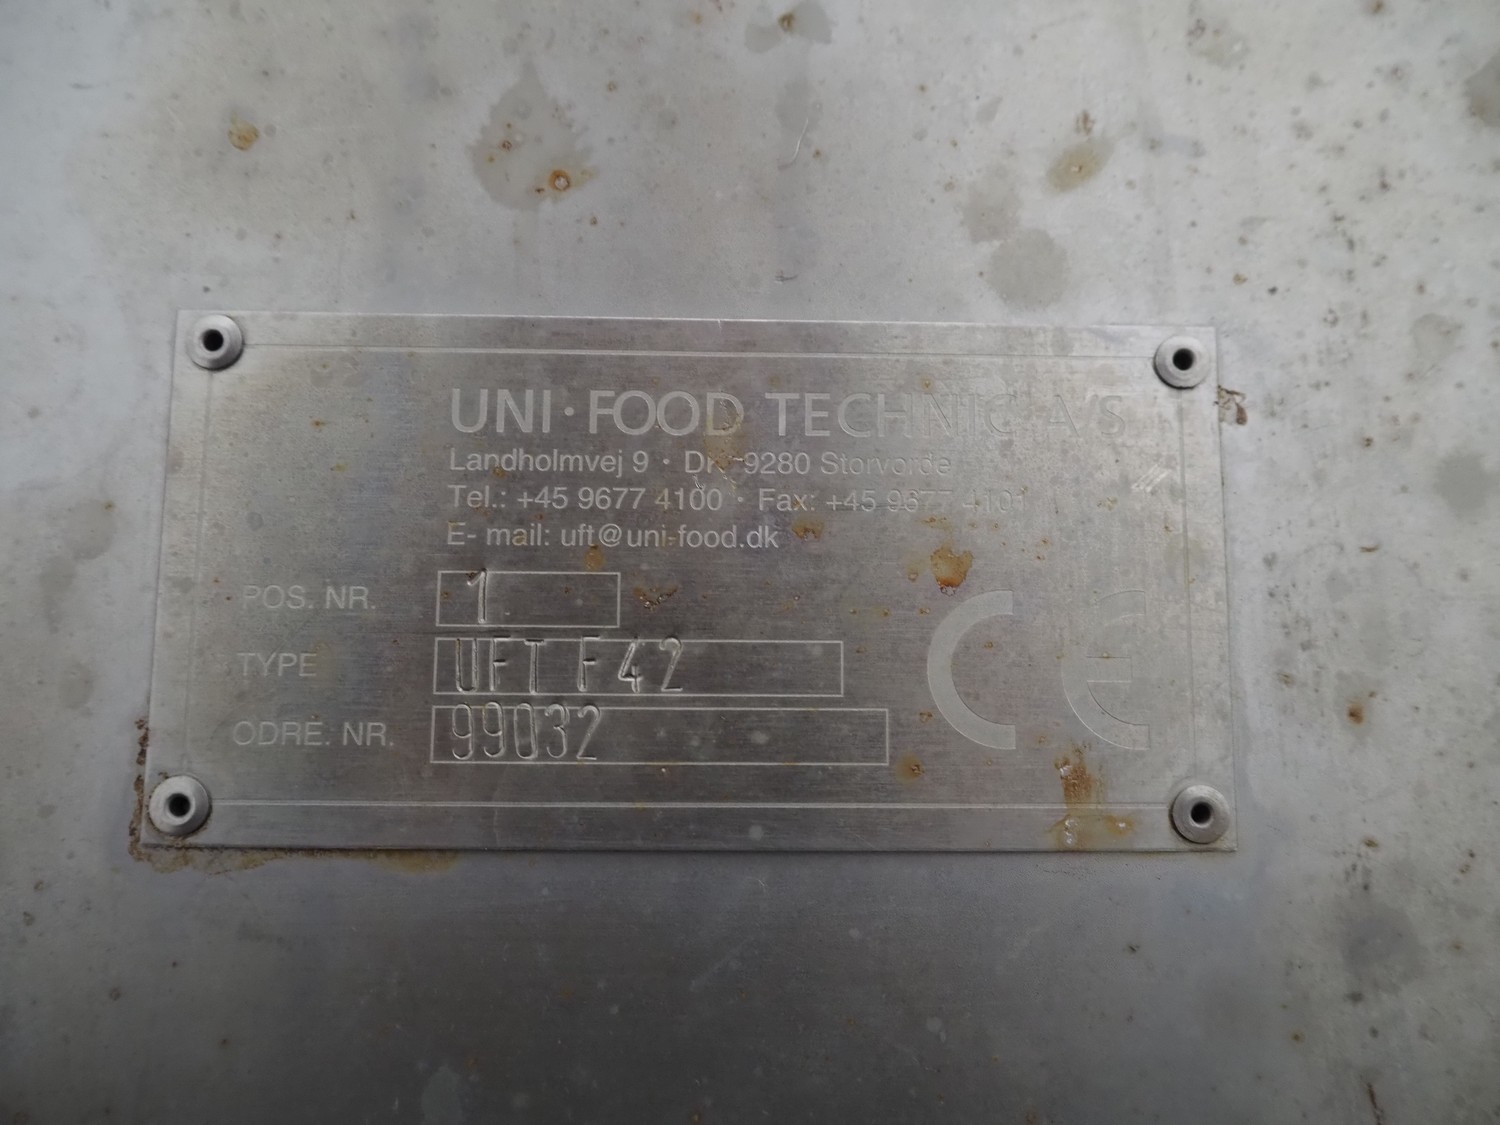 UNI·FOOD TECHNIC A/S
Landholmvej 9 · DK-9280 Storvorde
Tel.: +45 9677 4100 · Fax: +45 9677 4101
E- mail: uft@uni-food.dk
POS. NR. 1
TYPE UFT F42
ODRE. NR. 99032
CE